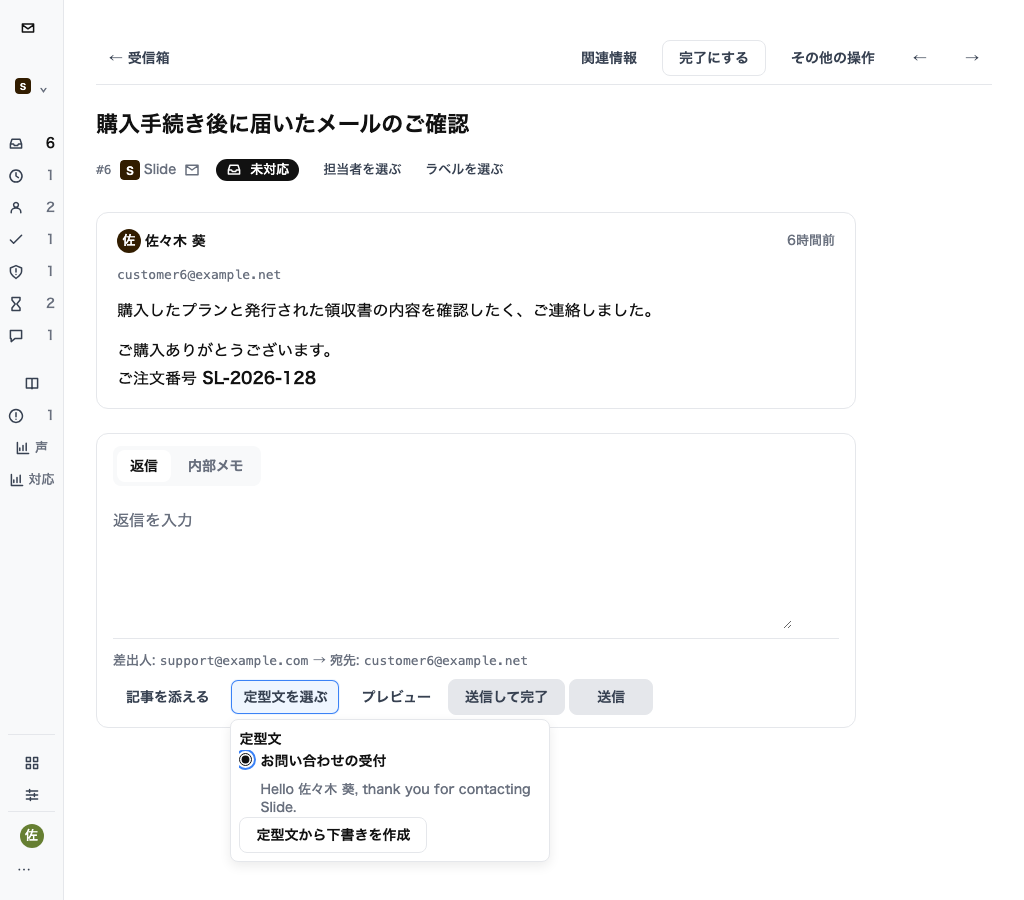 ← 受信箱
関連情報
完了にする
その他の操作
←
→
S
6
1
2
1
1
2
1
1
声
対応
佐
…
購入手続き後に届いたメールのご確認
#6 S Slide 未対応 担当者を選ぶ ラベルを選ぶ
佐 佐々木 葵 6時間前
customer6@example.net
購入したプランと発行された領収書の内容を確認したく、ご連絡しました。
ご購入ありがとうございます。
ご注文番号 SL-2026-128
返信 内部メモ
返信を入力
差出人: support@example.com → 宛先: customer6@example.net
記事を添える 定型文を選ぶ プレビュー 送信して完了 送信
定型文
お問い合わせの受付
Hello 佐々木 葵, thank you for contacting
Slide.
定型文から下書きを作成